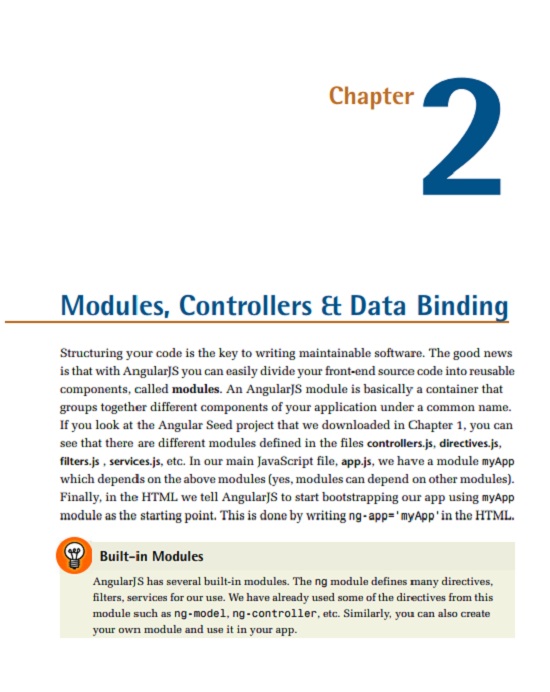 Chapter 2
Modules, Controllers & Data Binding
Structuring your code is the key to writing maintainable software. The good news
is that with AngularJS you can easily divide your front-end source code into reusable
components, called modules. An AngularJS module is basically a container that
groups together different components of your application under a common name.
If you look at the Angular Seed project that we downloaded in Chapter 1, you can
see that there are different modules defined in the files controllers.js, directives.js,
filters.js , services.js, etc. In our main JavaScript file, app.js, we have a module myApp
which depends on the above modules (yes, modules can depend on other modules).
Finally, in the HTML we tell AngularJS to start bootstrapping our app using myApp
module as the starting point. This is done by writing ng-app='myApp' in the HTML.
Built-in Modules
AngularJS has several built-in modules. The ng module defines many directives,
filters, services for our use. We have already used some of the directives from this
module such as ng-model, ng-controller, etc. Similarly, you can also create
your own module and use it in your app.